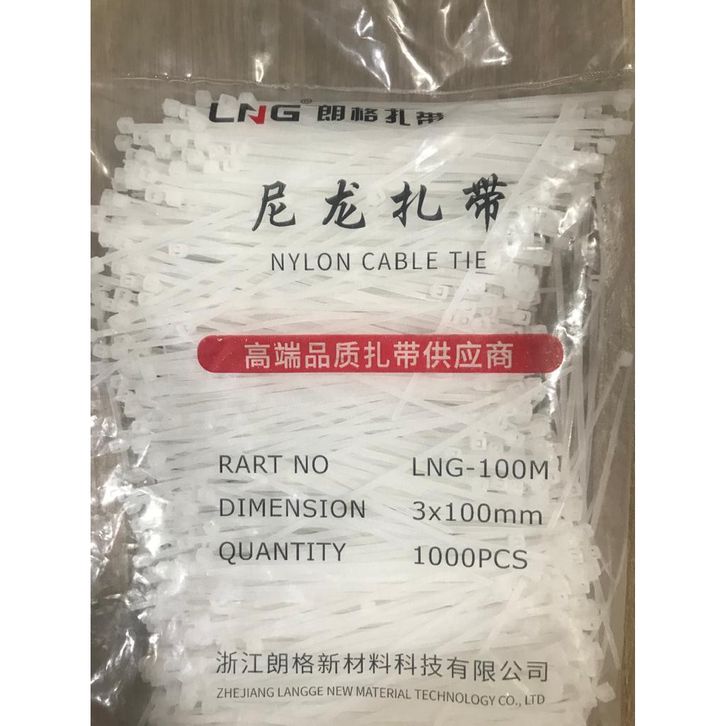 LNG® 朗格扎带
尼龙扎带
NYLON CABLE TIE
高端品质扎带供应商
RART NO LNG-100M
DIMENSION 3x100mm
QUANTITY 1000PCS
浙江朗格新材料科技有限公司
ZHEJIANG LANGGE NEW MATERIAL TECHNOLOGY CO., LTD